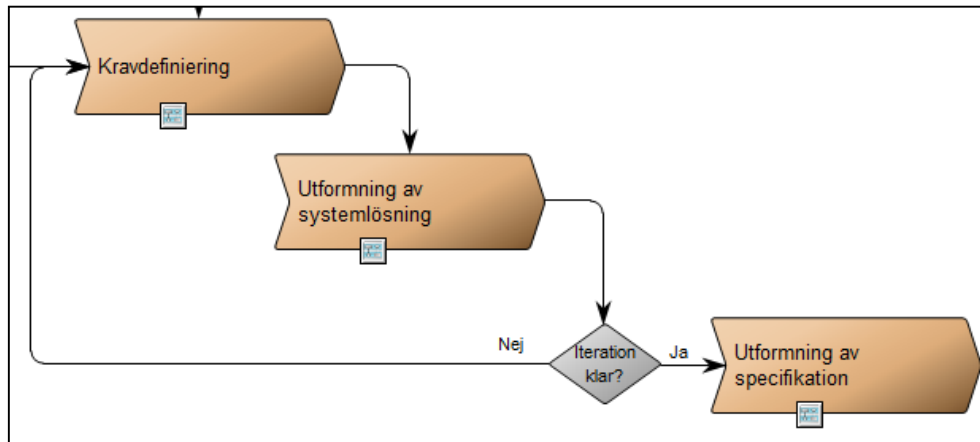 Kravdefiniering
Utformning av
systemlösning
Nej
Iteration
klar?
Ja
Utformning av
specifikation